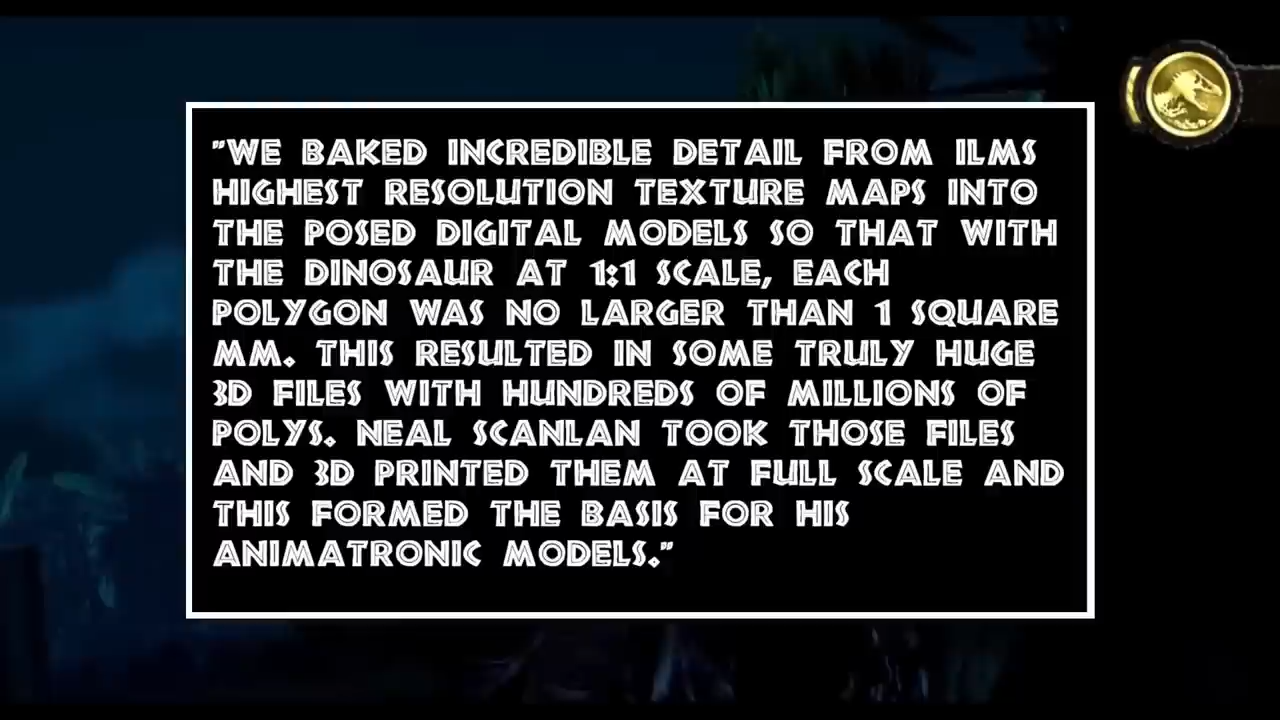 "WE BAKED INCREDIBLE DETAIL FROM ILMS
HIGHEST RESOLUTION TEXTURE MAPS INTO
THE POSED DIGITAL MODELS SO THAT WITH
THE DINOSAUR AT 1:1 SCALE, EACH
POLYGON WAS NO LARGER THAN 1 SQUARE
MM. THIS RESULTED IN SOME TRULY HUGE
3D FILES WITH HUNDREDS OF MILLIONS OF
POLYS. NEAL SCANLAN TOOK THOSE FILES
AND 3D PRINTED THEM AT FULL SCALE AND
THIS FORMED THE BASIS FOR HIS
ANIMATRONIC MODELS."